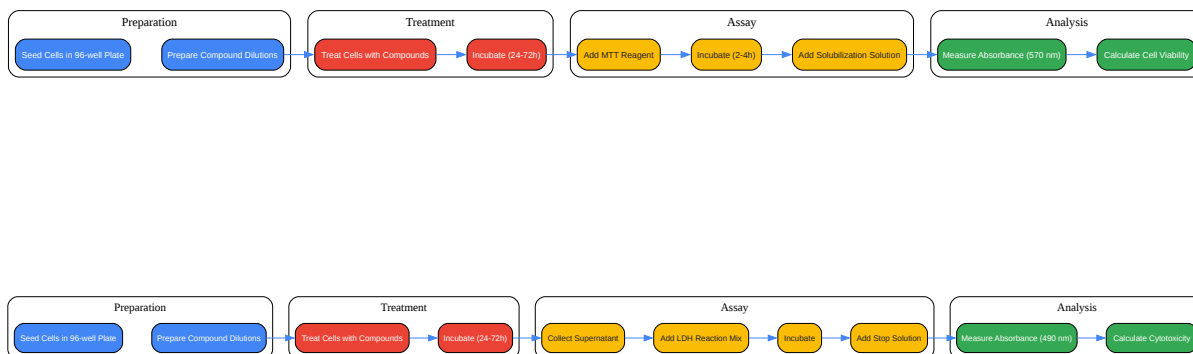 Preparation
Seed Cells in 96-well Plate
Prepare Compound Dilutions
Treatment
Treat Cells with Compounds
Incubate (24-72h)
Assay
Add MTT Reagent
Incubate (2-4h)
Add Solubilization Solution
Analysis
Measure Absorbance (570 nm)
Calculate Cell Viability
Preparation
Seed Cells in 96-well Plate
Prepare Compound Dilutions
Treatment
Treat Cells with Compounds
Incubate (24-72h)
Assay
Collect Supernatant
Add LDH Reaction Mix
Incubate
Add Stop Solution
Analysis
Measure Absorbance (490 nm)
Calculate Cytotoxicity